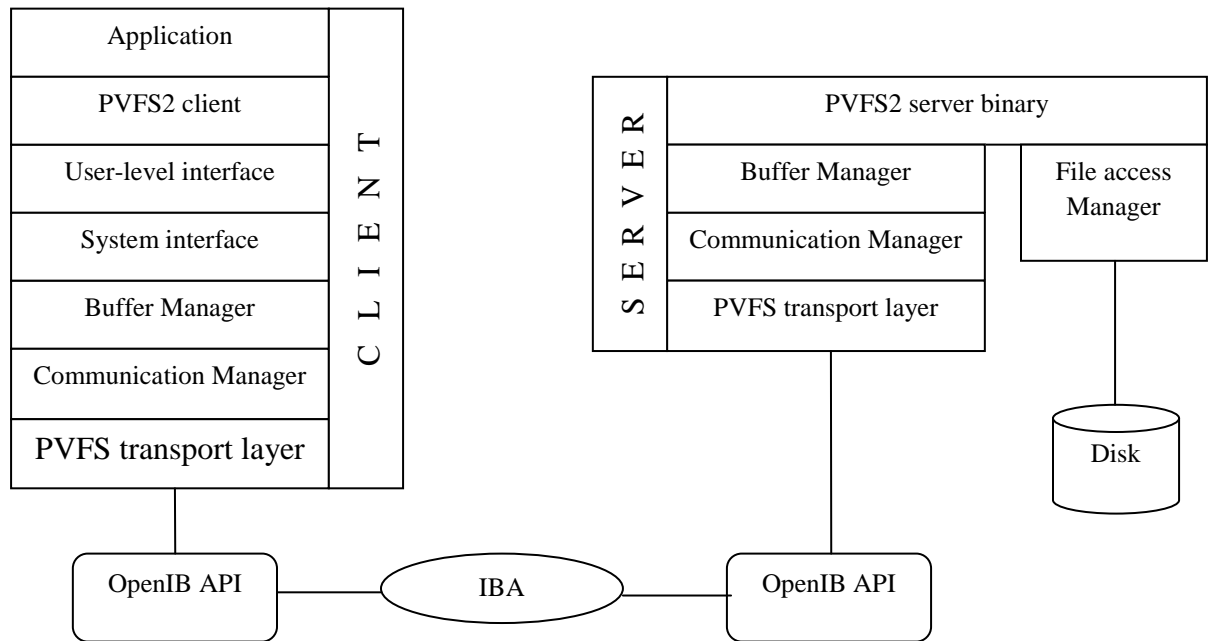 Application
PVFS2 client
User-level interface
System interface
Buffer Manager
Communication Manager
PVFS transport layer
CLIENT
SERVER
PVFS2 server binary
Buffer Manager
Communication Manager
PVFS transport layer
File access
Manager
Disk
OpenIB API
IBA
OpenIB API